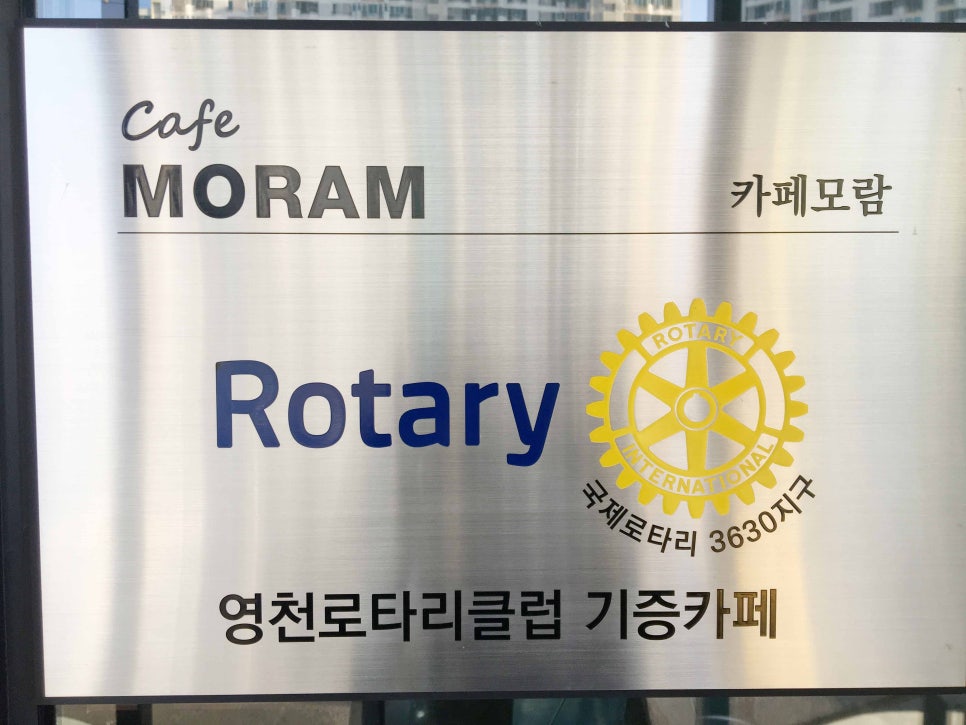 Cafe
MORAM
카페모람
Rotary
ROTARY
INTERNATIONAL
국제로타리 3630지구
영천로타리클럽 기증카페